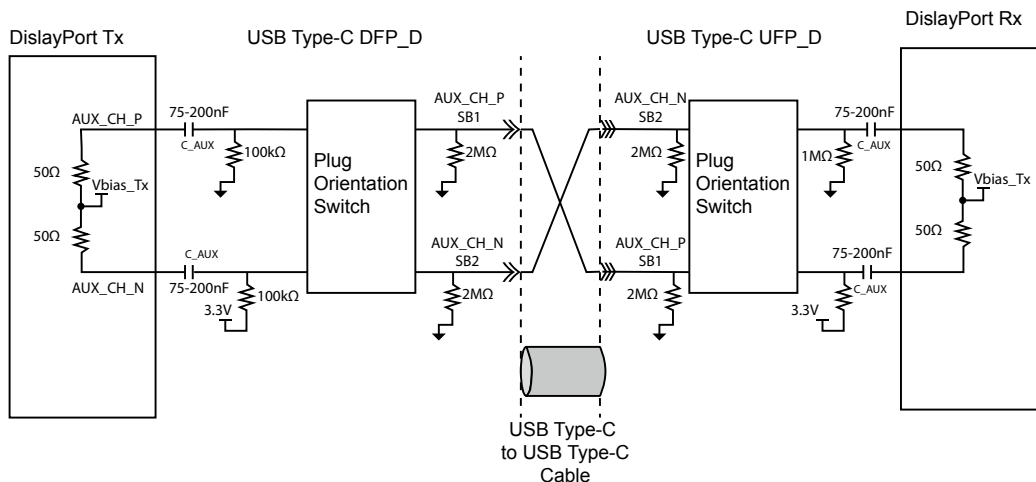 DislayPort Tx
USB Type-C DFP_D
USB Type-C UFP_D
DislayPort Rx
AUX_CH_P
75-200nF
C_AUX
100kΩ
50Ω
Vbias_Tx
50Ω
AUX_CH_N
C_AUX
75-200nF
100kΩ
3.3V
Plug
Orientation
Switch
AUX_CH_P
SB1
2MΩ
AUX_CH_N
SB2
2MΩ
AUX_CH_N
SB2
2MΩ
AUX_CH_P
SB1
2MΩ
Plug
Orientation
Switch
75-200nF
C_AUX
1MΩ
75-200nF
C_AUX
3.3V
1MΩ
50Ω
Vbias_Tx
50Ω
USB Type-C
to USB Type-C
Cable